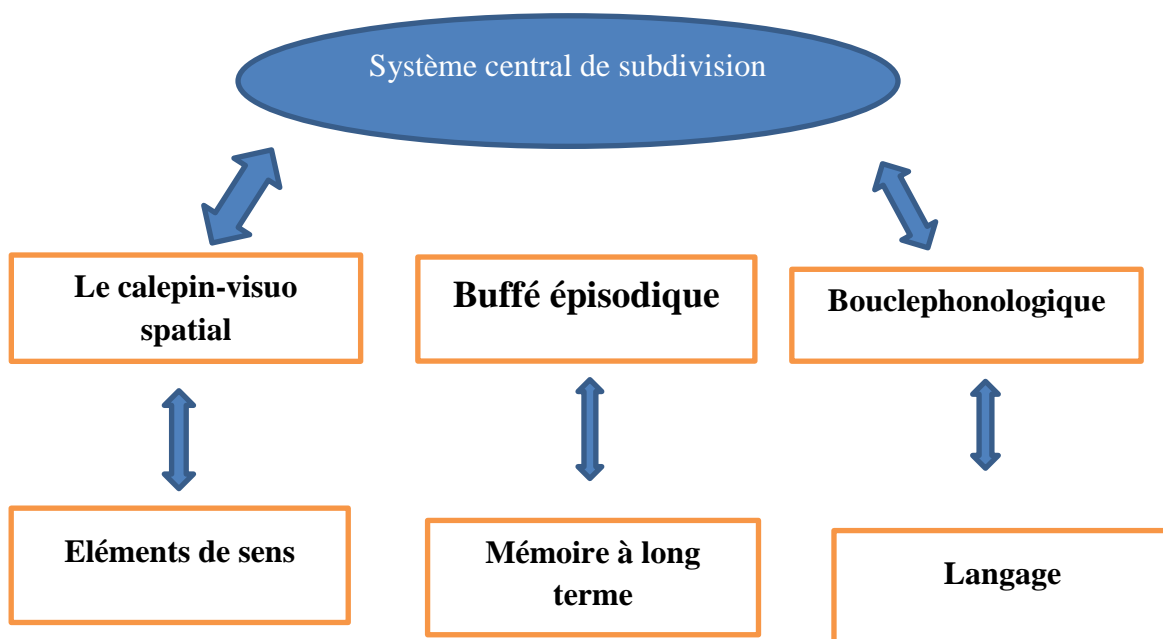 Système central de subdivision
Le calepin-visuo
spatial
Buffé épisodique
Bouclephonologique
Eléments de sens
Mémoire à long
terme
Langage